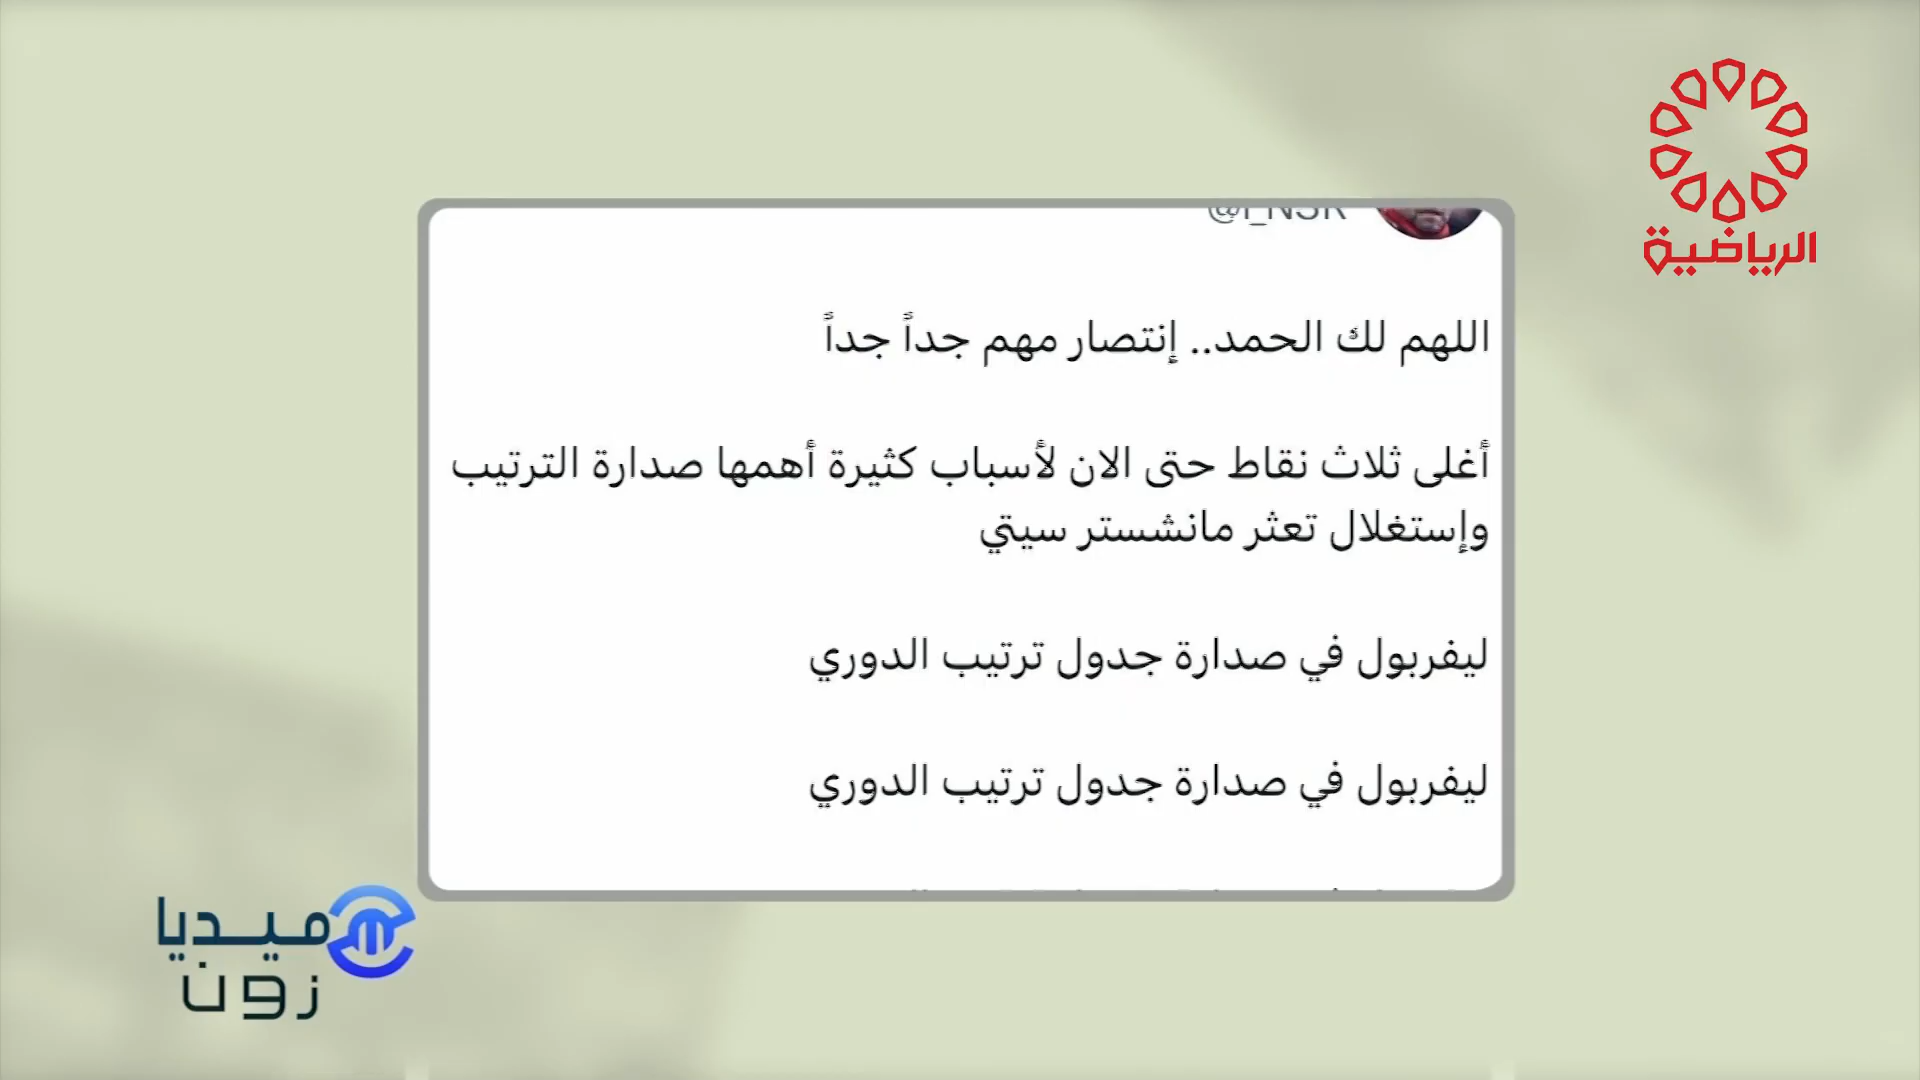 الرياضية
اللهم لك الحمد.. إنتصار مهم جداً جداً
أغلى ثلاث نقاط حتى الان لأسباب كثيرة أهمها صدارة الترتيب
وإستغلال تعثر مانشستر سيتي
ليفربول في صدارة جدول ترتيب الدوري
ليفربول في صدارة جدول ترتيب الدوري
ميديا
زون